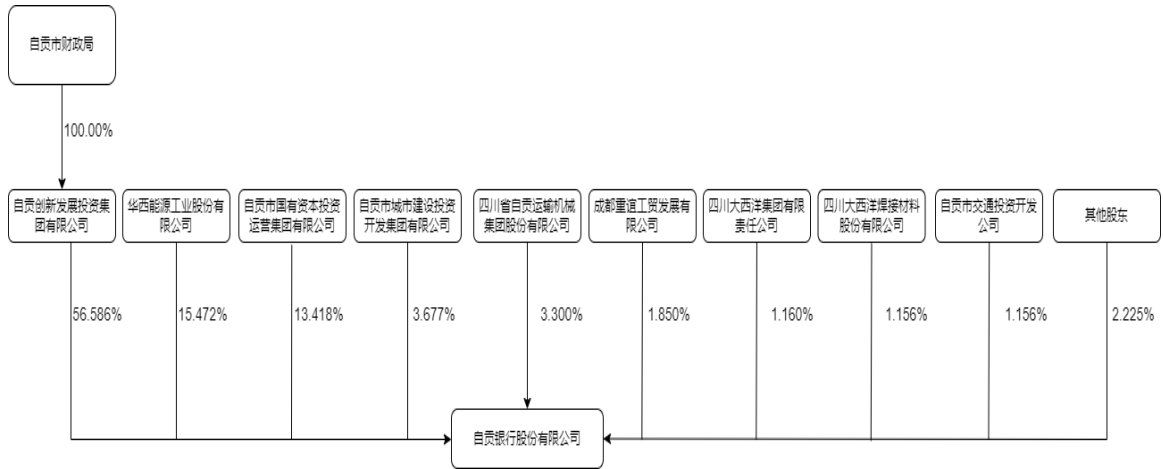 自贡市财政局
100.00%
自贡创新发展投资集
团有限公司
华西能源工业股份有
限公司
自贡市国有资本投资
运营集团有限公司
自贡市城市建设投资
开发集团有限公司
四川省自贡运输机械
集团股份有限公司
成都重谊工贸发展有
限公司
四川大西洋集团有限
责任公司
四川大西洋焊接材料
股份有限公司
自贡市交通投资开发
公司
其他股东
56.586%
15.472%
13.418%
3.677%
3.300%
1.850%
1.160%
1.156%
1.156%
2.225%
自贡银行股份有限公司